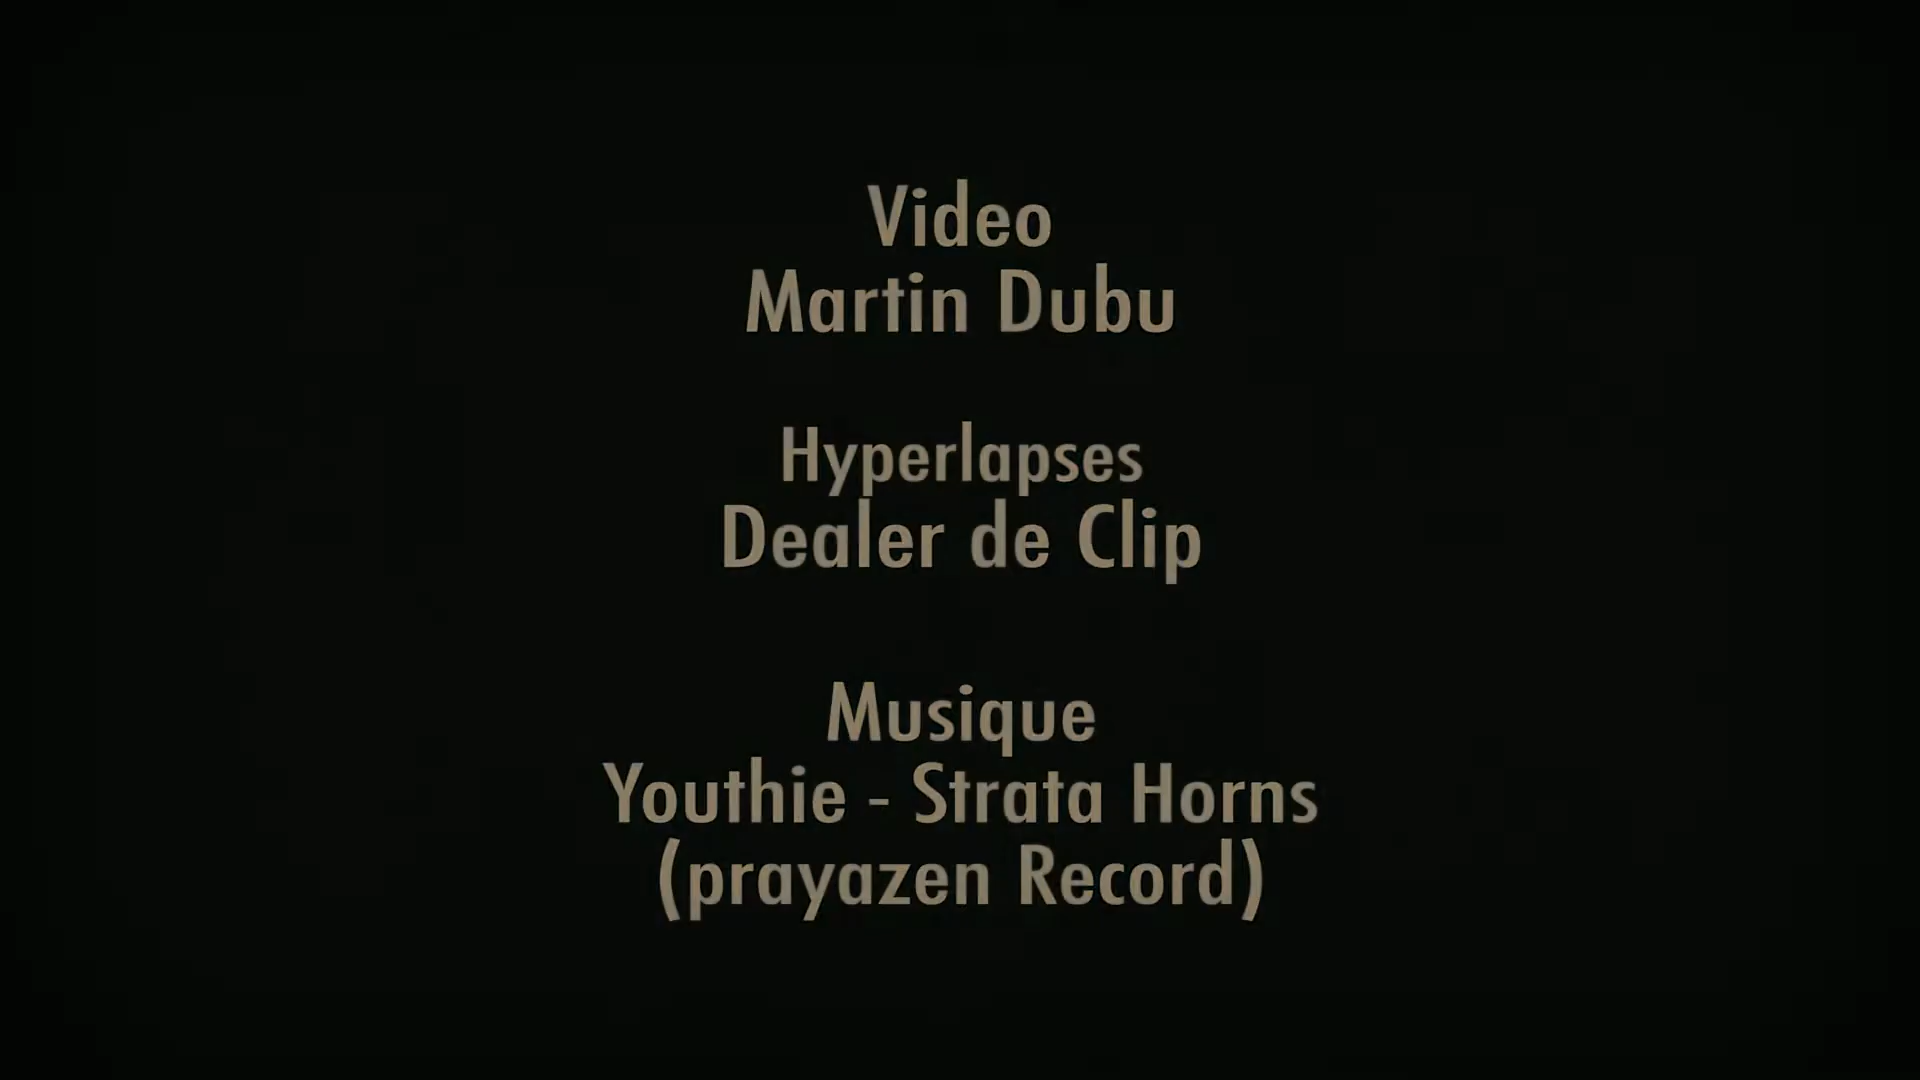 Video
Martin Dubu
Hyperlapses
Dealer de Clip
Musique
Youthie - Strata Horns
(prayazen Record)